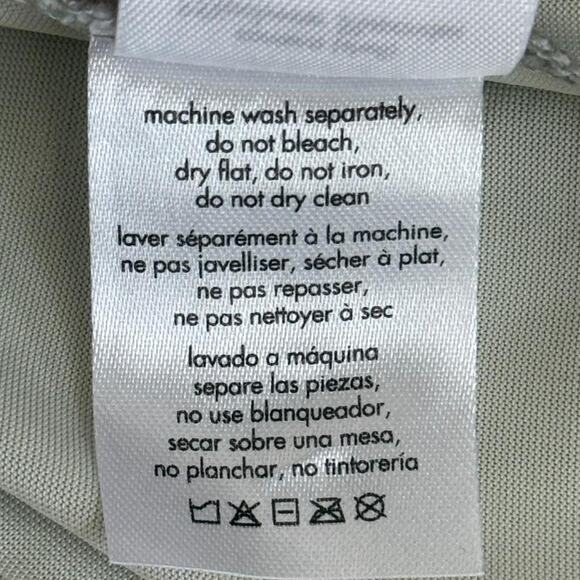 machine wash separately,
do not bleach,
dry flat, do not iron,
do not dry clean
laver séparément à la machine,
ne pas javelliser, sécher à plat,
ne pas repasser,
ne pas nettoyer à sec
lavado a máquina
separe las piezas,
no use blanqueador,
secar sobre una mesa,
no planchar, no tintorería